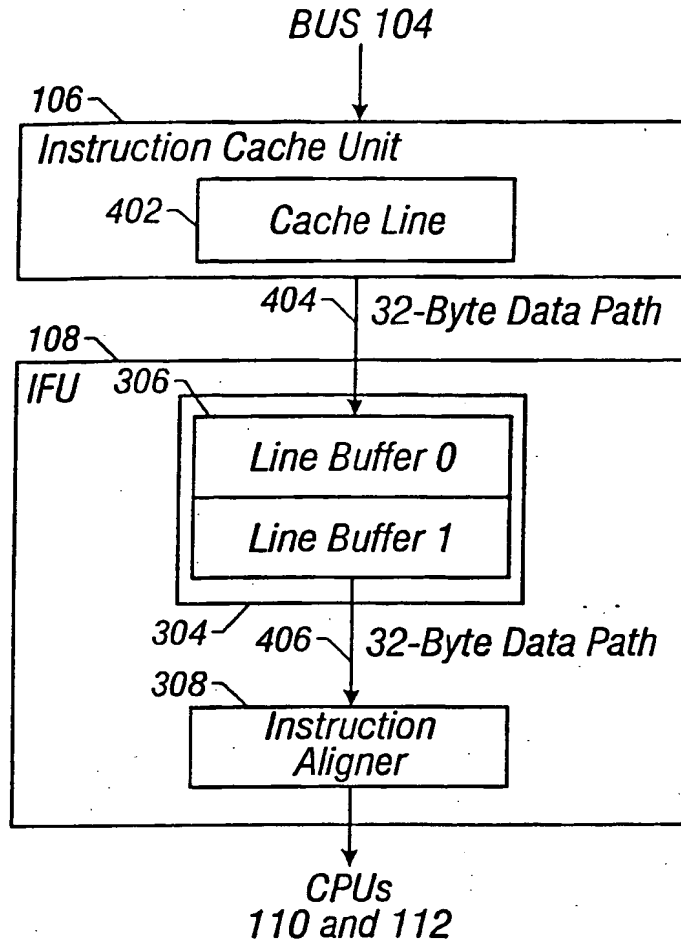 BUS 104
106
Instruction Cache Unit
402
Cache Line
404
32-Byte Data Path
108
IFU
306
Line Buffer 0
Line Buffer 1
304
406
32-Byte Data Path
308
Instruction
Aligner
CPUs
110 and 112